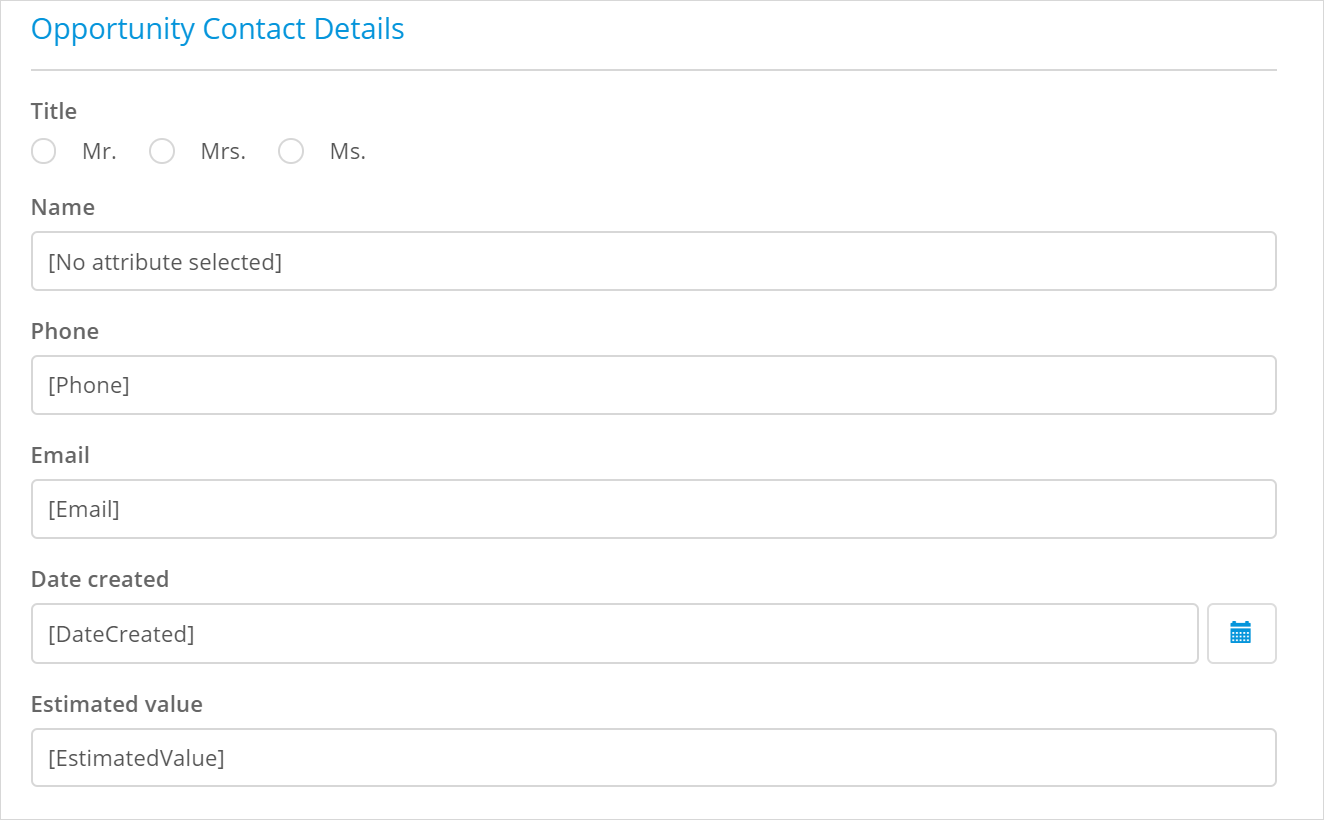 Opportunity Contact Details
Title
Mr. Mrs. Ms.
Name
[No attribute selected]
Phone
[Phone]
Email
[Email]
Date created
[DateCreated]
Estimated value
[EstimatedValue]